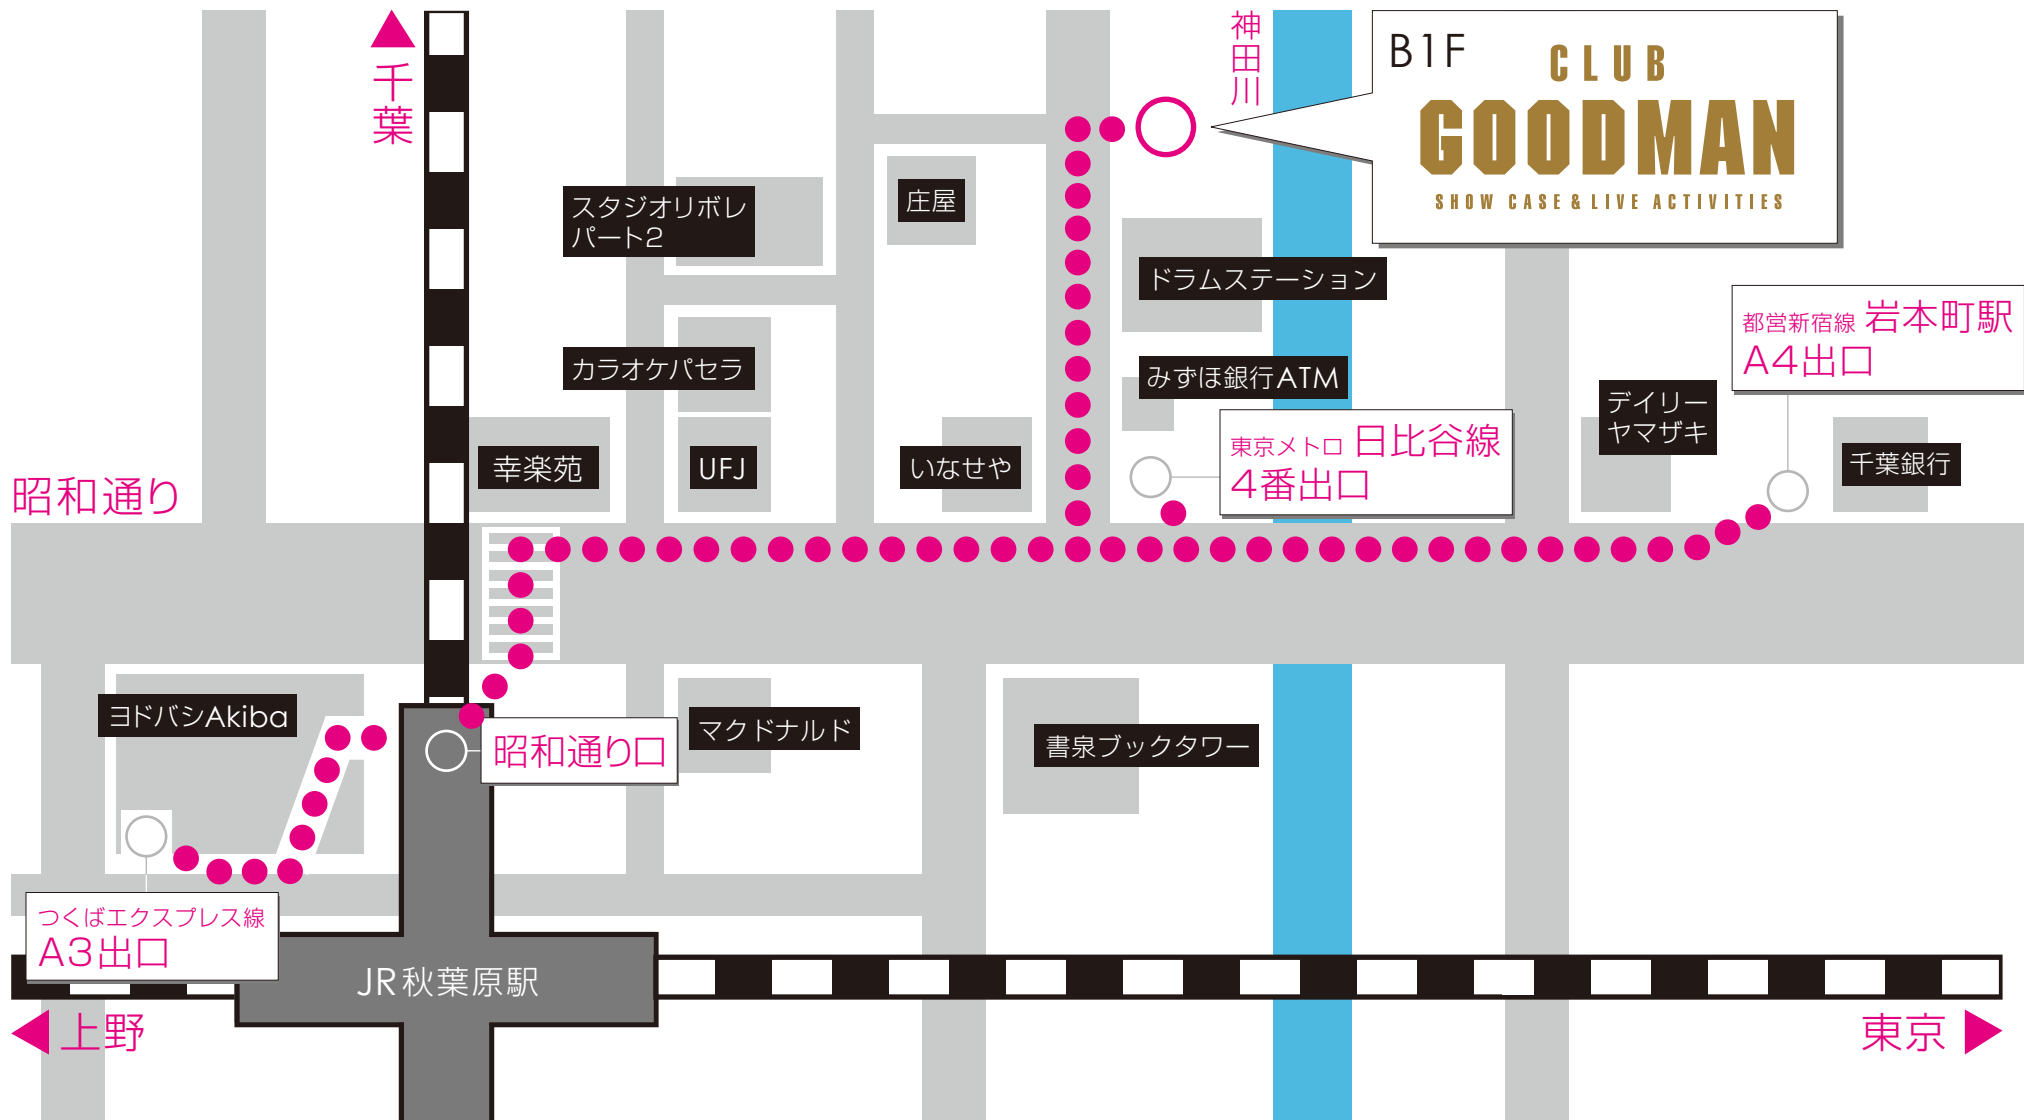 千葉
神田川
B1F
CLUB
GOODMAN
SHOW CASE & LIVE ACTIVITIES
スタジオリボレ
パート2
庄屋
ドラムステーション
都営新宿線 岩本町駅
A4出口
カラオケパセラ
みずほ銀行ATM
デイリー
ヤマザキ
東京メトロ 日比谷線
4番出口
幸楽苑
UFJ
いなせや
千葉銀行
昭和通り
ヨドバシAkiba
昭和通り口
マクドナルド
書泉ブックタワー
つくばエクスプレス線
A3出口
JR秋葉原駅
上野
東京